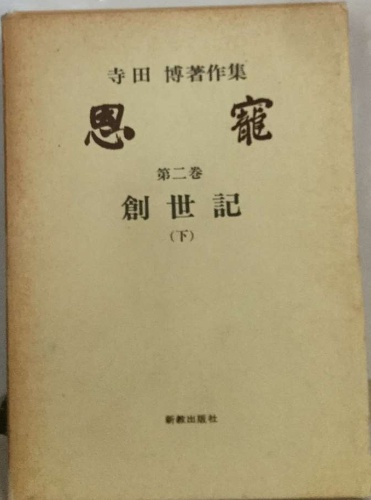 寺田 博著作集
恩寵
第二巻
創世記
（下）
新教出版社